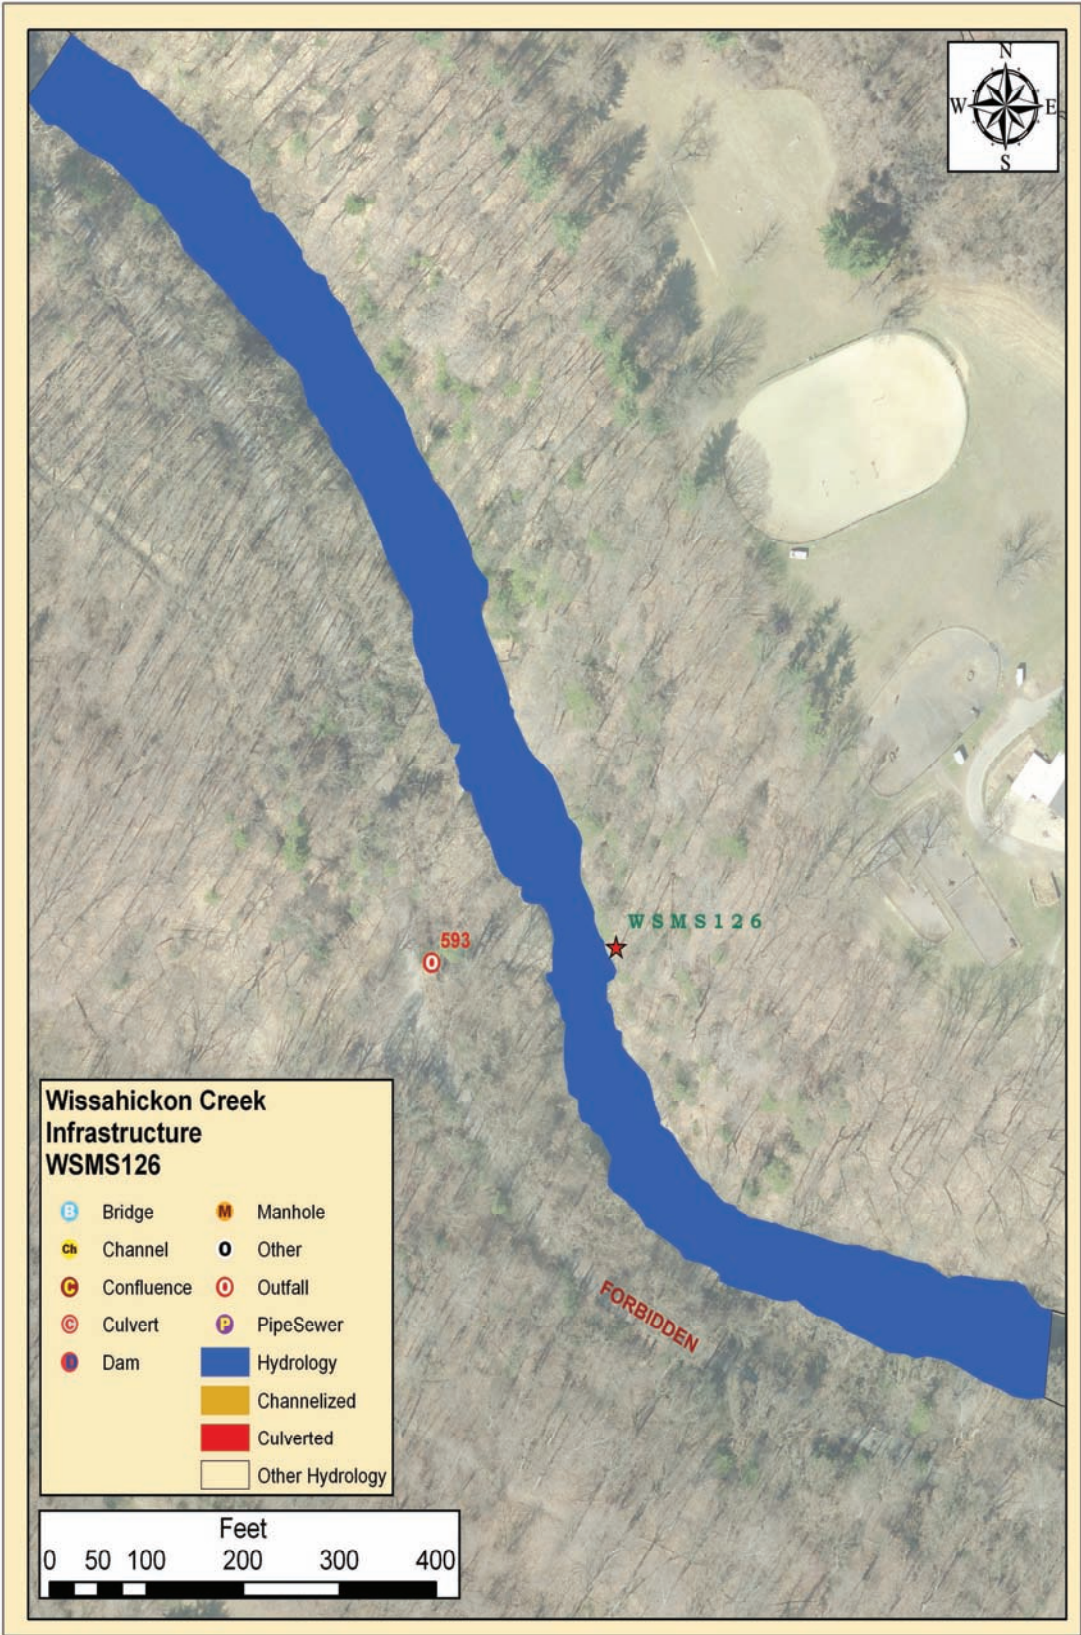 N
W E
S
WSMS126
593
Wissahickon Creek
Infrastructure
WSMS126
B Bridge
M Manhole
Ch Channel
O Other
C Confluence
O Outfall
C Culvert
P PipeSewer
D Dam
Hydrology
Channelized
Culverted
Other Hydrology
FORBIDDEN
Feet
0 50 100 200 300 400